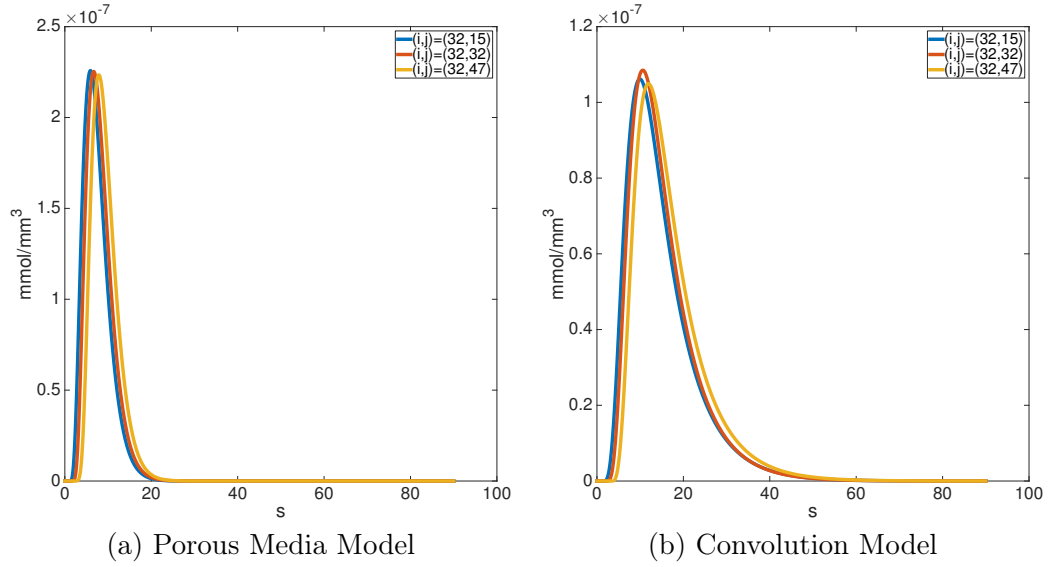 ×10-7
2.5
2
1.5
1
0.5
0
mmol/mm3
0 20 40 60 80 100
s
(i,j)=(32,15)
(i,j)=(32,32)
(i,j)=(32,47)
(a) Porous Media Model
×10-7
1.2
1
0.8
0.6
0.4
0.2
0
mmol/mm3
0 20 40 60 80 100
s
(i,j)=(32,15)
(i,j)=(32,32)
(i,j)=(32,47)
(b) Convolution Model